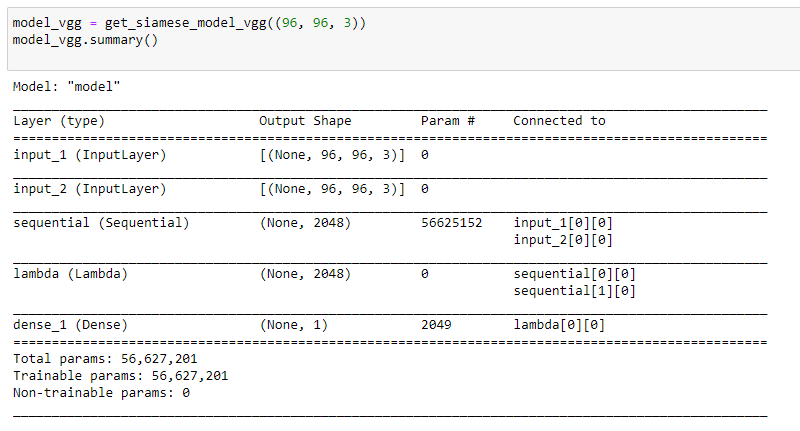 model_vgg = get_siamese_model_vgg((96, 96, 3))
model_vgg.summary()
Model: "model"
__________________________________________________________________________________________________
Layer (type)                    Output Shape         Param #     Connected to
==================================================================================================
input_1 (InputLayer)            [(None, 96, 96, 3)]  0
__________________________________________________________________________________________________
input_2 (InputLayer)            [(None, 96, 96, 3)]  0
__________________________________________________________________________________________________
sequential (Sequential)         (None, 2048)         56625152    input_1[0][0]
                                                                 input_2[0][0]
__________________________________________________________________________________________________
lambda (Lambda)                 (None, 2048)         0           sequential[0][0]
                                                                 sequential[1][0]
__________________________________________________________________________________________________
dense_1 (Dense)                 (None, 1)            2049        lambda[0][0]
==================================================================================================
Total params: 56,627,201
Trainable params: 56,627,201
Non-trainable params: 0
__________________________________________________________________________________________________